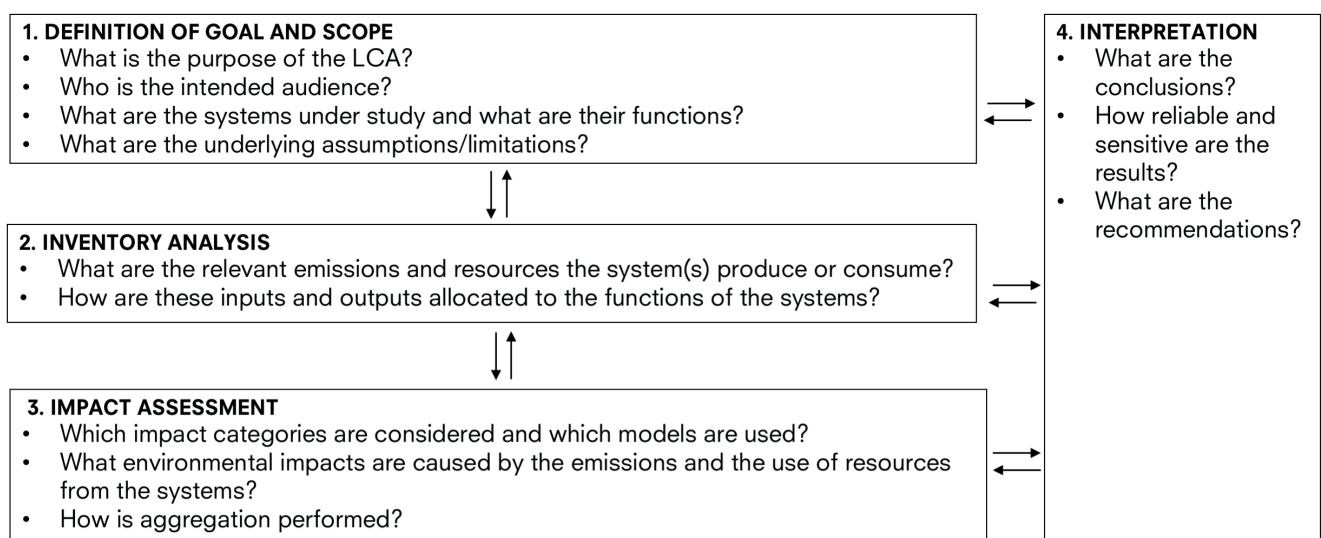 1. DEFINITION OF GOAL AND SCOPE
• What is the purpose of the LCA?
• Who is the intended audience?
• What are the systems under study and what are their functions?
• What are the underlying assumptions/limitations?
2. INVENTORY ANALYSIS
• What are the relevant emissions and resources the system(s) produce or consume?
• How are these inputs and outputs allocated to the functions of the systems?
3. IMPACT ASSESSMENT
• Which impact categories are considered and which models are used?
• What environmental impacts are caused by the emissions and the use of resources
from the systems?
• How is aggregation performed?
4. INTERPRETATION
• What are the
conclusions?
• How reliable and
sensitive are the
results?
• What are the
recommendations?